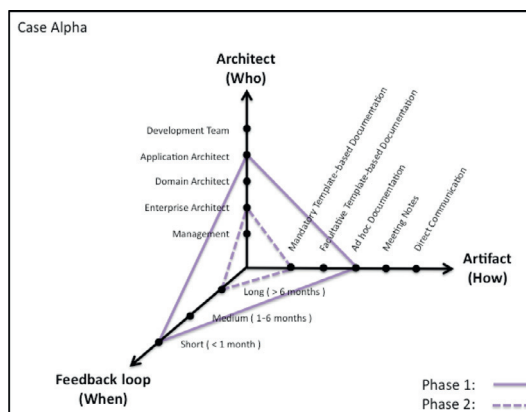 Case Alpha
Architect
(Who)
Development Team
Application Architect
Domain Architect
Enterprise Architect
Management
Mandatory Template-based Documentation
Facultative Template-based Documentation
Ad hoc Documentation
Meeting Notes
Direct Communication
Artifact
(How)
Long ( > 6 months )
Medium ( 1-6 months )
Short ( < 1 month )
Feedback loop
(When)
Phase 1:
Phase 2: